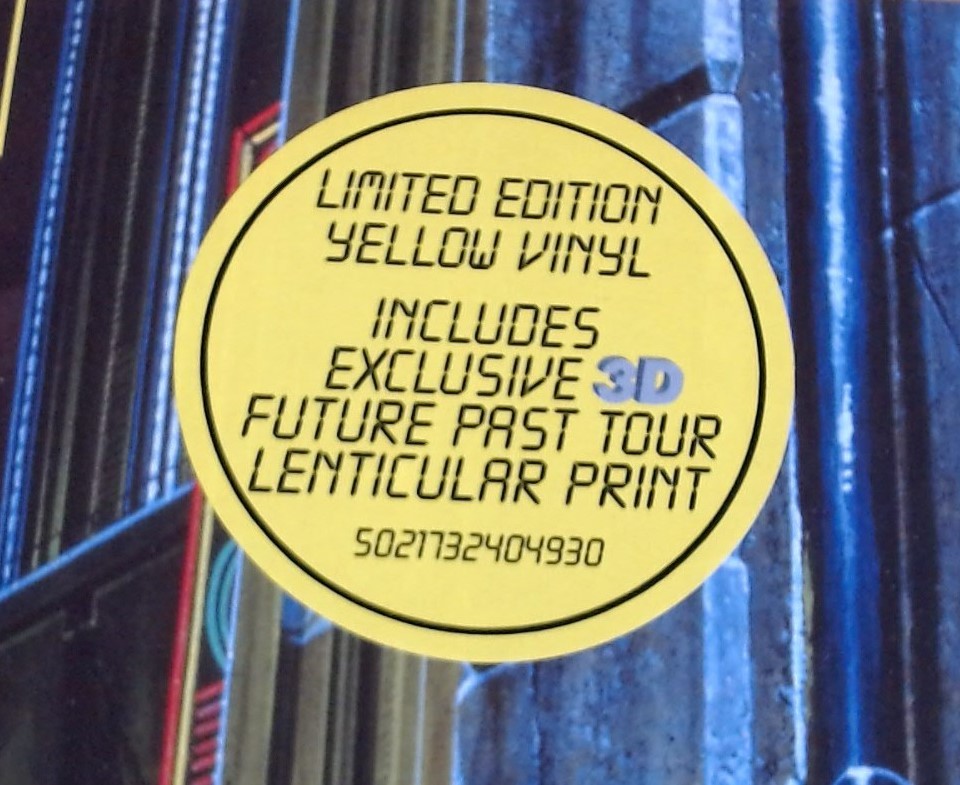 LIMITED EDITION
YELLOW VINYL
INCLUDES
EXCLUSIVE 3D
FUTURE PAST TOUR
LENTICULAR PRINT
5021732404930